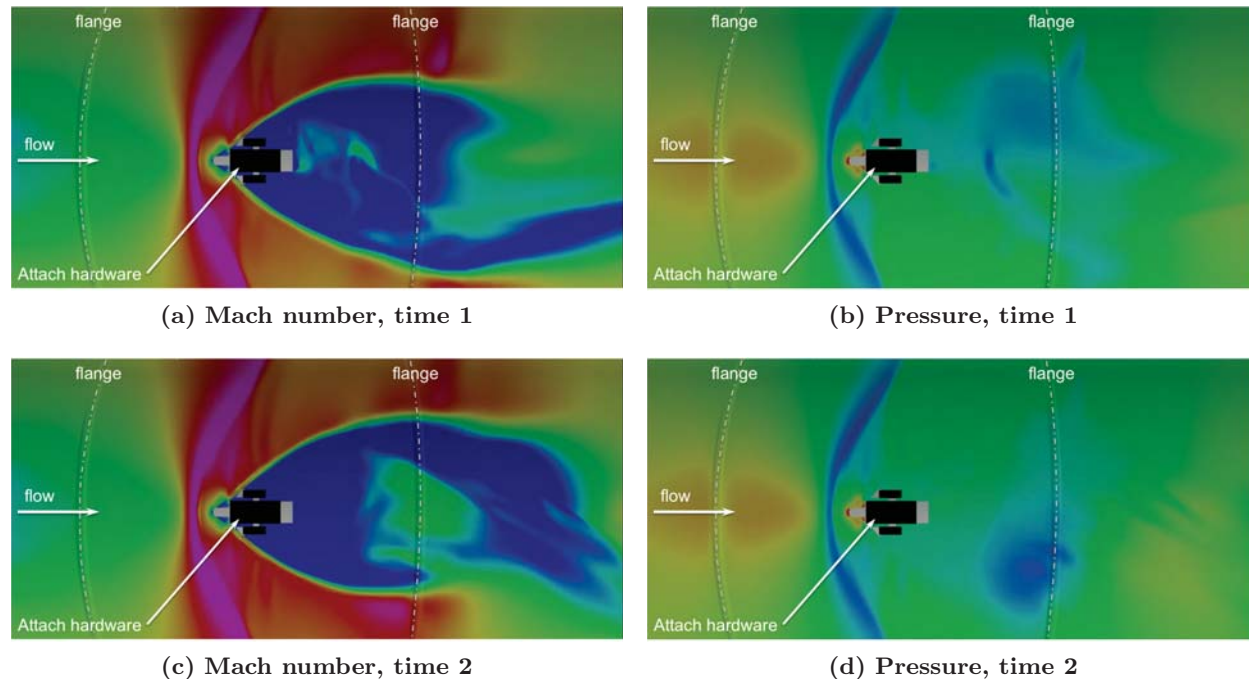 flange flange
flow
Attach hardware
(a) Mach number, time 1
flange flange
flow
Attach hardware
(b) Pressure, time 1
flange flange
flow
Attach hardware
(c) Mach number, time 2
flange flange
flow
Attach hardware
(d) Pressure, time 2